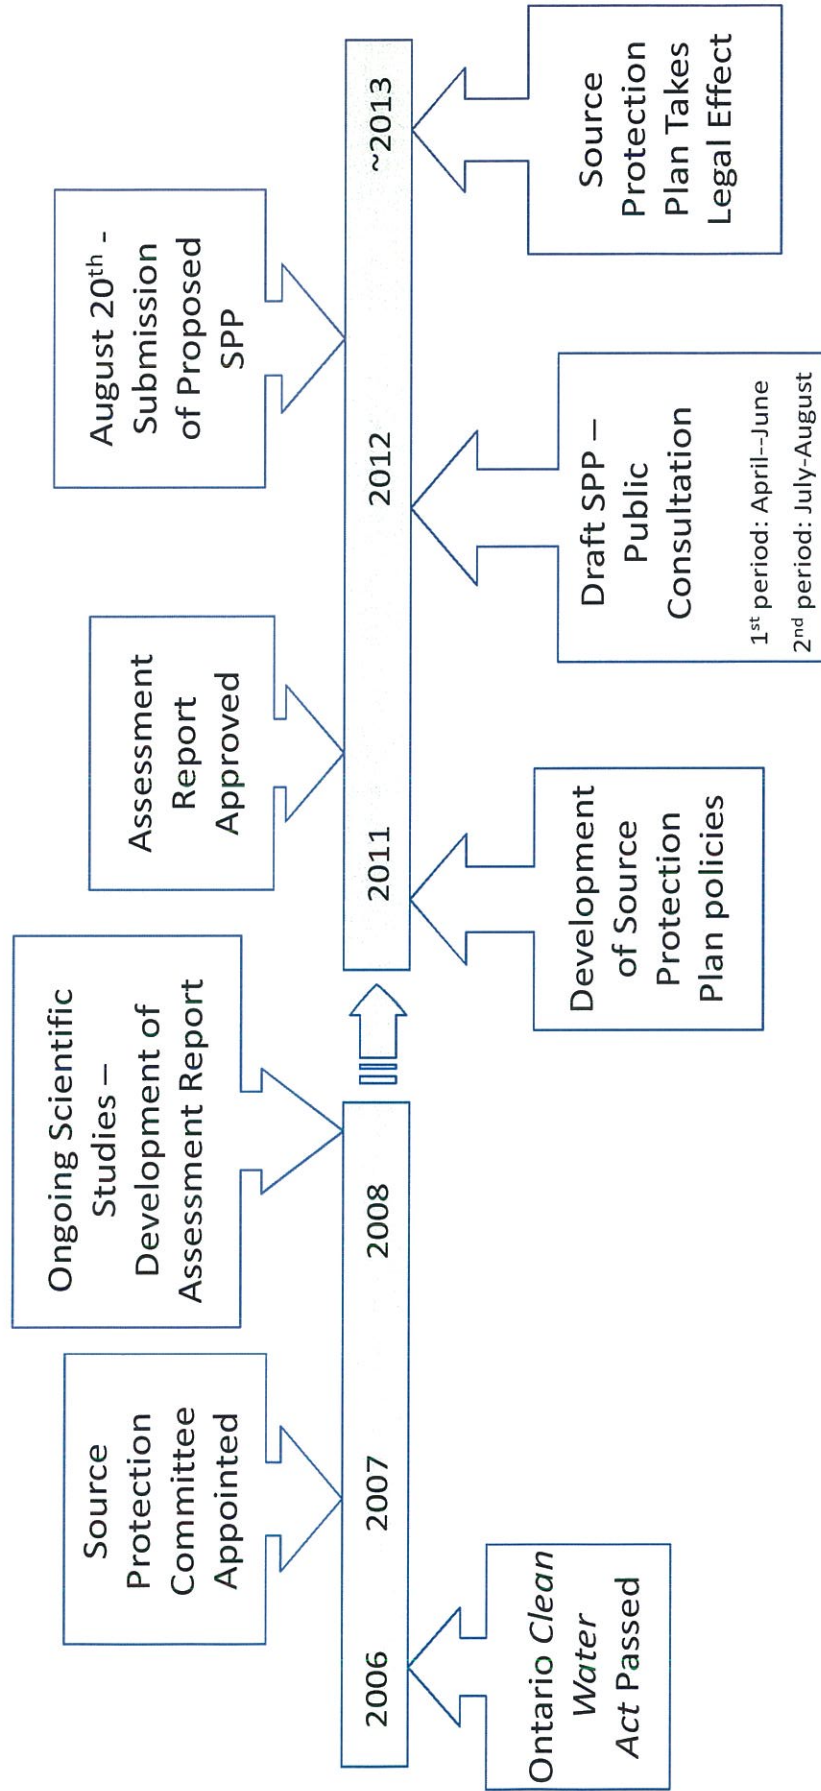 Source
Protection
Committee
Appointed
Ongoing Scientific
Studies –
Development of
Assessment Report
Assessment
Report
Approved
August 20th -
Submission
of Proposed
SPP
2006
2007
2008
2011
2012
~2013
Ontario Clean
Water
Act Passed
Development
of Source
Protection
Plan policies
Draft SPP –
Public
Consultation
1st period: April--June
2nd period: July-August
Source
Protection
Plan Takes
Legal Effect